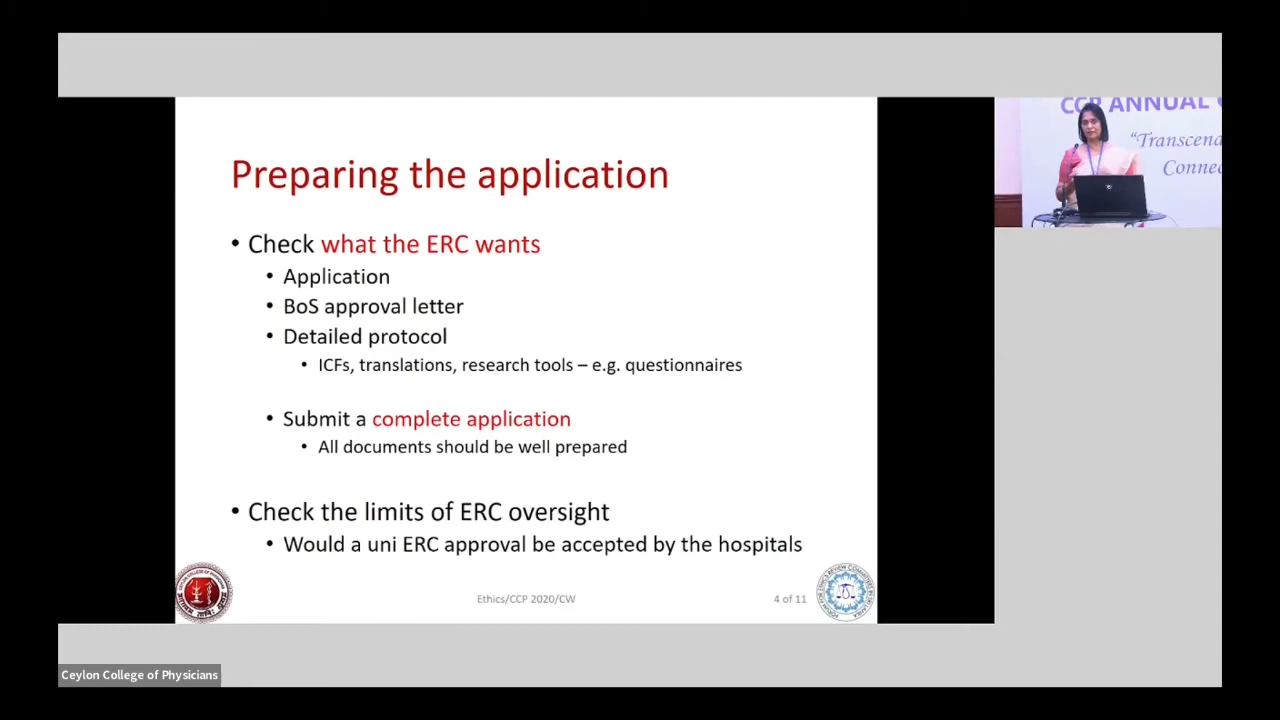 Preparing the application
• Check what the ERC wants
• Application
• BoS approval letter
• Detailed protocol
• ICFs, translations, research tools – e.g. questionnaires
• Submit a complete application
• All documents should be well prepared
• Check the limits of ERC oversight
• Would a uni ERC approval be accepted by the hospitals
Ethics/CCP 2020/CW
4 of 11
CCP ANNUAL
"Transcend
Connec
Ceylon College of Physicians